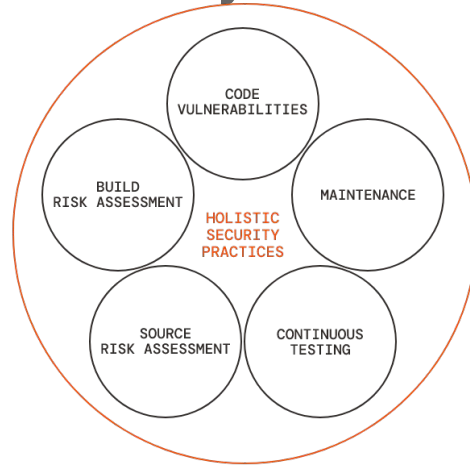 CODE
VULNERABILITIES
BUILD
RISK ASSESSMENT
MAINTENANCE
HOLISTIC
SECURITY
PRACTICES
SOURCE
RISK ASSESSMENT
CONTINUOUS
TESTING